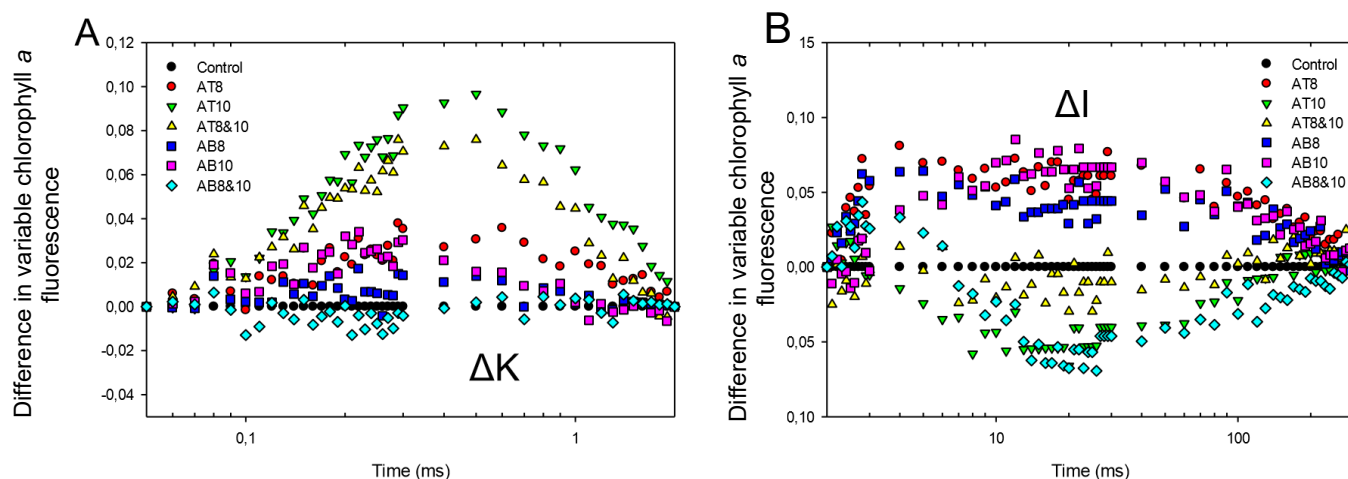 A
Difference in variable chlorophyll a
fluorescence
0,12
0,10
0,08
0,06
0,04
0,02
0,00
-0,02
-0,04
Control
AT8
AT10
AT8&10
AB8
AB10
AB8&10
ΔK
0,1
1
Time (ms)
B
Difference in variable chlorophyll a
fluorescence
15
0,10
0,05
0,00
0,05
0,10
ΔI
Control
AT8
AT10
AT8&10
AB8
AB10
AB8&10
10
100
Time (ms)